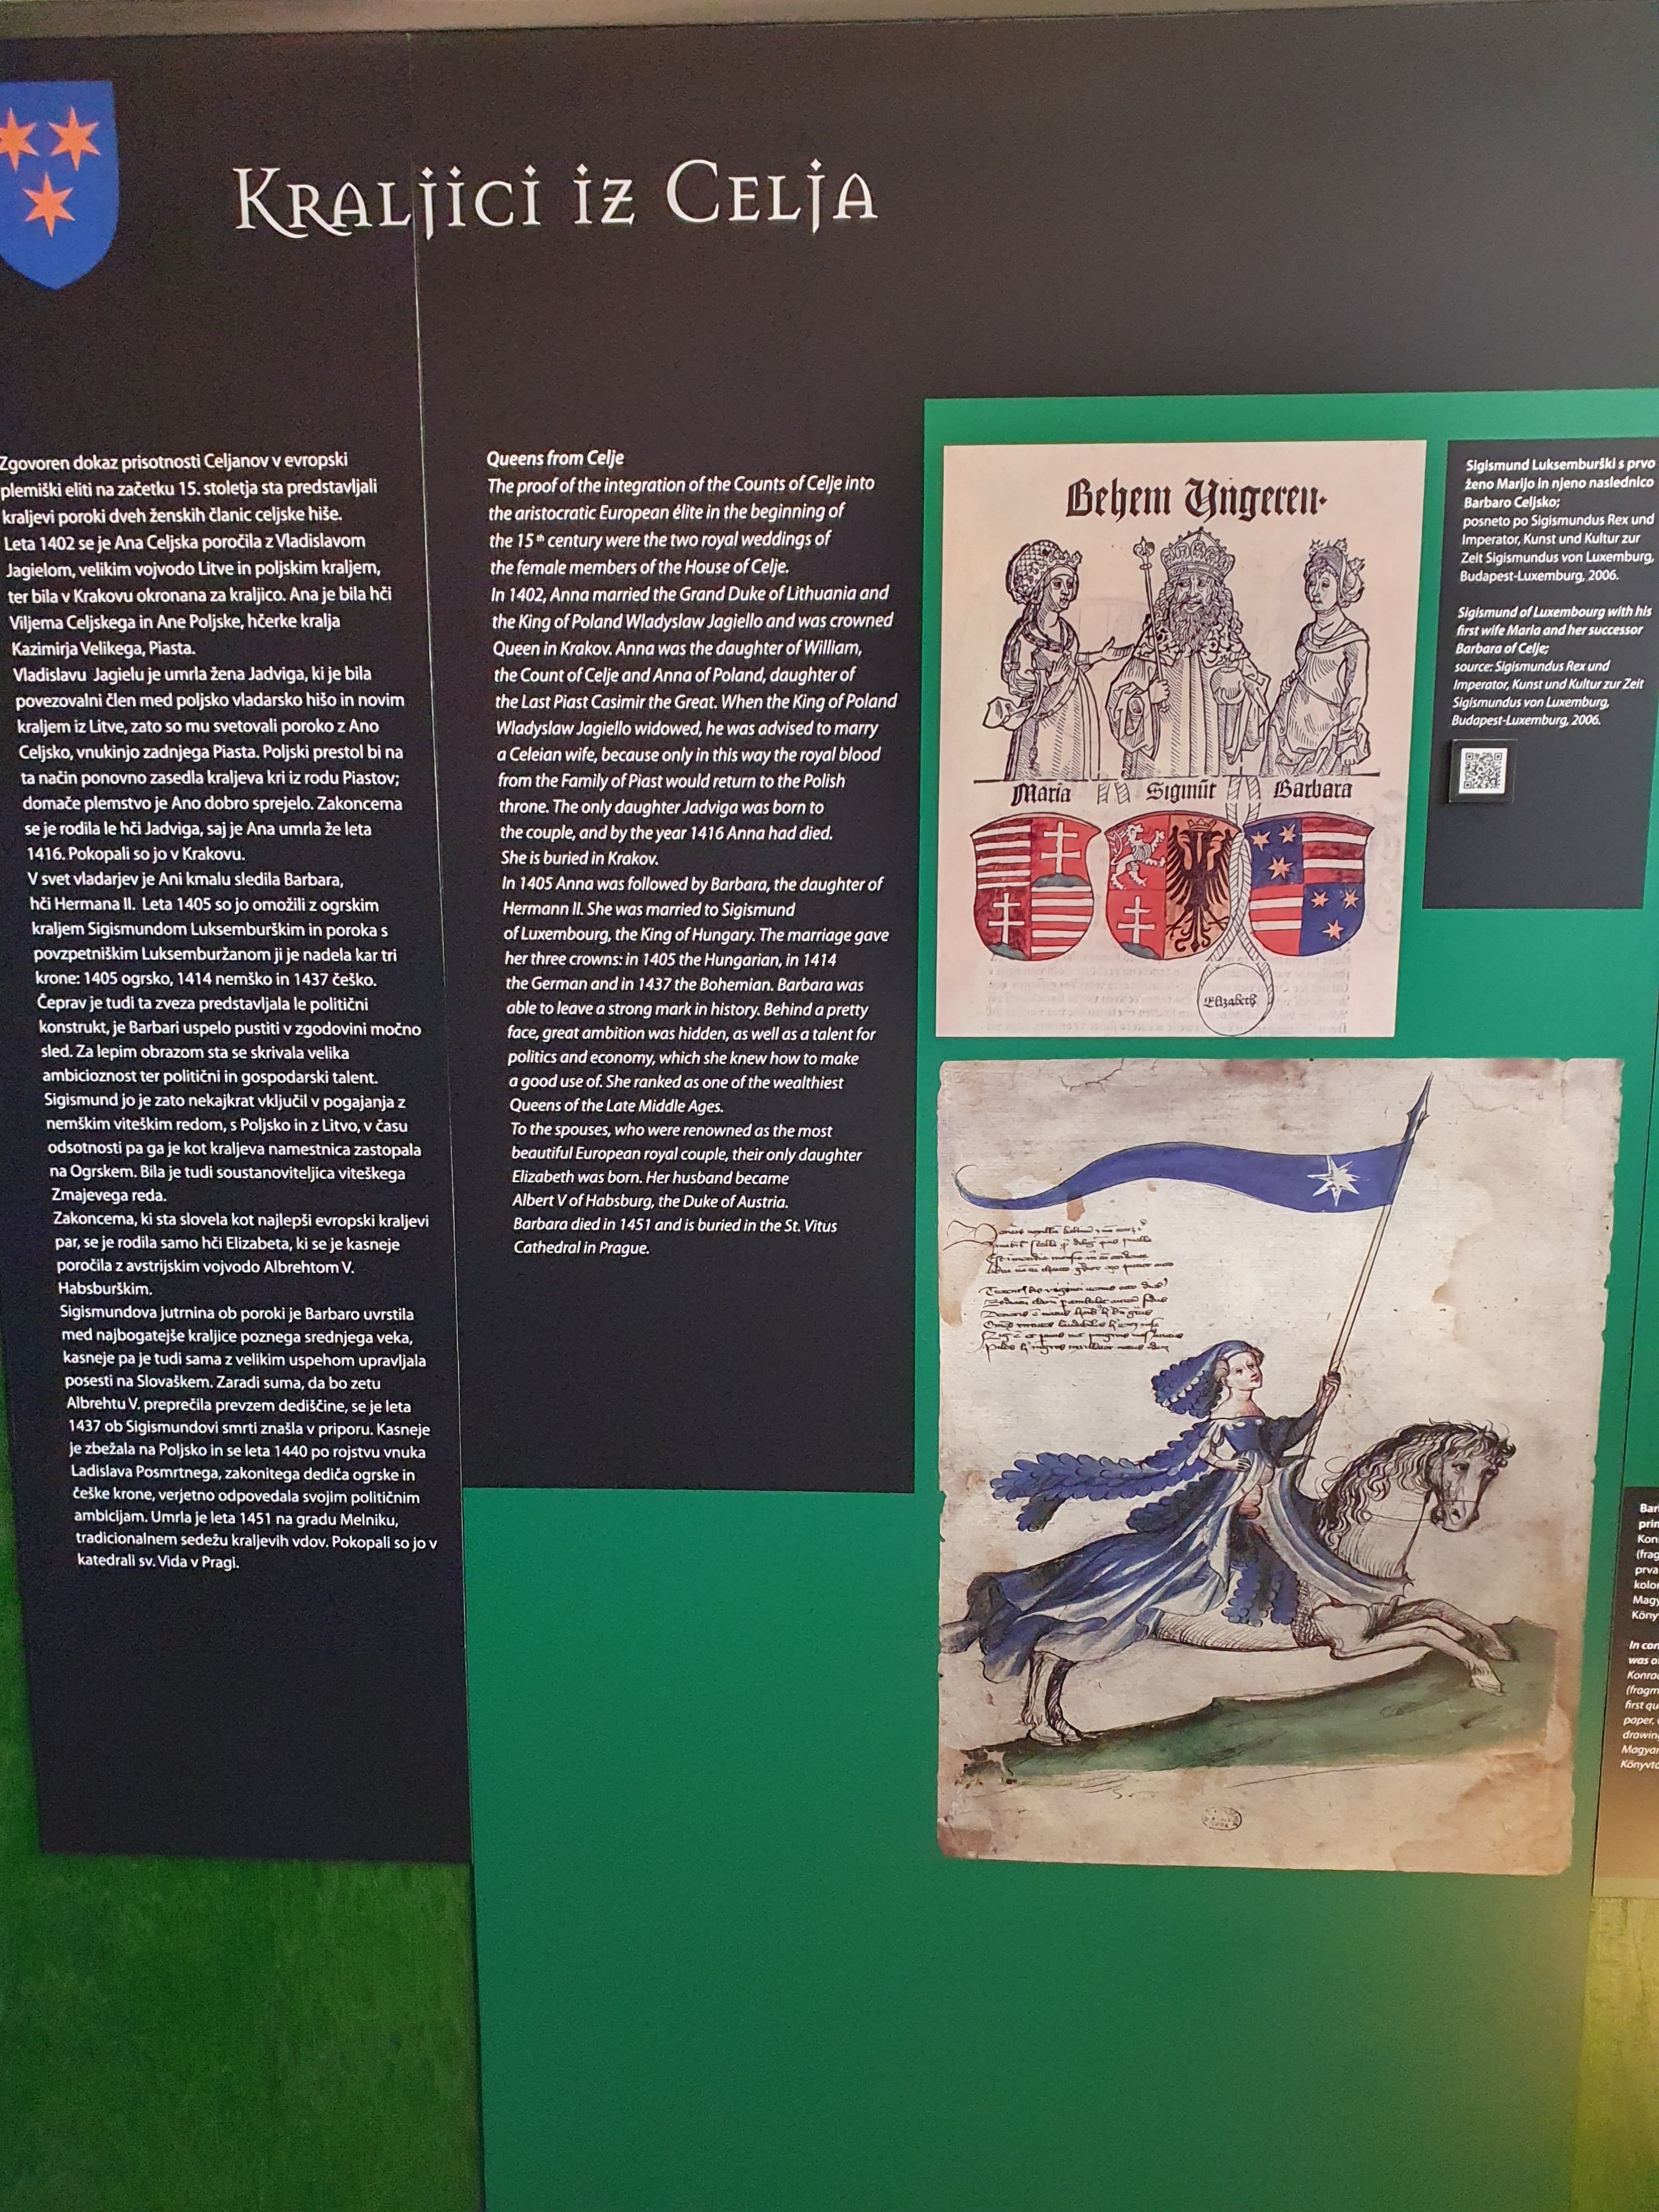 Kraljici iz Celja
Zgovoren dokaz prisotnosti Celjanov v evropski
plemiški eliti na začetku 15. stoletja sta predstavljali
kraljevi poroki dveh ženskih članic celjske hiše.
Leta 1402 se je Ana Celjska poročila z Vladislavom
Jagielom, velikim vojvodo Litve in poljskim kraljem,
ter bila v Krakovu okronana za kraljico. Ana je bila hči
Viljema Celjskega in Ane Poljske, hčerke kralja
Kazimirja Velikega, Piasta.
Vladislavu Jagielu je umrla žena Jadviga, ki je bila
povezovalni člen med poljsko vladarsko hišo in novim
kraljem iz Litve, zato so mu svetovali poroko z Ano
Celjsko, vnukinjo zadnjega Piasta. Poljski prestol bi na
ta način ponovno zasedla kraljeva kri iz rodu Piastov;
domače plemstvo je Ano dobro sprejelo. Zakoncema
se je rodila le hči Jadviga, saj je Ana umrla že leta
1416. Pokopali so jo v Krakovu.
V svet vladarjev je Ani kmalu sledila Barbara,
hči Hermana II. Leta 1405 so jo omožili z ogrskim
kraljem Sigismundom Luksemburškim in poroka s
povzpetniškim Luksemburžanom ji je nadela kar tri
krone: 1405 ogrsko, 1414 nemško in 1437 češko.
Čeprav je tudi ta zveza predstavljala le politični
konstrukt, je Barbari uspelo pustiti v zgodovini močno
sled. Za lepim obrazom sta se skrivala velika
ambicioznost ter politični in gospodarski talent.
Sigismund jo je zato nekajkrat vključil v pogajanja z
nemškim viteškim redom, s Poljsko in z Litvo, v času
odsotnosti pa ga je kot kraljeva namestnica zastopala
na Ogrskem. Bila je tudi soustanoviteljica viteškega
Zmajevega reda.
Zakoncema, ki sta slovela kot najlepši evropski kraljevi
par, se je rodila samo hči Elizabeta, ki se je kasneje
poročila z avstrijskim vojvodo Albrehtom V.
Habsburškim.
Sigismundova jutrnina ob poroki je Barbaro uvrstila
med najbogatejše kraljice poznega srednjega veka,
kasneje pa je tudi sama z velikim uspehom upravljala
posesti na Slovaškem. Zaradi suma, da bo zetu
Albrehtu V. preprečila prevzem dediščine, se je leta
1437 ob Sigismundovi smrti znašla v priporu. Kasneje
je zbežala na Poljsko in se leta 1440 po rojstvu vnuka
Ladislava Posmrtnega, zakonitega dediča ogrske in
češke krone, verjetno odpovedala svojim političnim
ambicijam. Umrla je leta 1451 na gradu Melniku,
tradicionalnem sedežu kraljevih vdov. Pokopali so jo v
katedrali sv. Vida v Pragi.
Queens from Celje
The proof of the integration of the Counts of Celje into
the aristocratic European élite in the beginning of
the 15th century were the two royal weddings of
the female members of the House of Celje.
In 1402, Anna married the Grand Duke of Lithuania and
the King of Poland Wladyslaw Jagiello and was crowned
Queen in Krakov. Anna was the daughter of William,
the Count of Celje and Anna of Poland, daughter of
the Last Piast Casimir the Great. When the King of Poland
Wladyslaw Jagiello widowed, he was advised to marry
a Celeian wife, because only in this way the royal blood
from the Family of Piast would return to the Polish
throne. The only daughter Jadviga was born to
the couple, and by the year 1416 Anna had died.
She is buried in Krakov.
In 1405 Anna was followed by Barbara, the daughter of
Hermann II. She was married to Sigismund
of Luxembourg, the King of Hungary. The marriage gave
her three crowns: in 1405 the Hungarian, in 1414
the German and in 1437 the Bohemian. Barbara was
able to leave a strong mark in history. Behind a pretty
face, great ambition was hidden, as well as a talent for
politics and economy, which she knew how to make
a good use of. She ranked as one of the wealthiest
Queens of the Late Middle Ages.
To the spouses, who were renowned as the most
beautiful European royal couple, their only daughter
Elizabeth was born. Her husband became
Albert V of Habsburg, the Duke of Austria.
Barbara died in 1451 and is buried in the St. Vitus
Cathedral in Prague.
Behem Vngeren.
Maria Sigmūt Barbara
Elizabeth
Sigismund Luksemburški s prvo
ženo Marijo in njeno naslednico
Barbaro Celjsko;
posneto po Sigismundus Rex und
Imperator, Kunst und Kultur zur
Zeit Sigismundus von Luxemburg,
Budapest-Luxemburg, 2006.
Sigismund of Luxembourg with his
first wife Maria and her successor
Barbara of Celje;
source: Sigismundus Rex und
Imperator, Kunst und Kultur zur Zeit
Sigismundus von Luxemburg,
Budapest-Luxemburg, 2006.
(frag
prva
kolor
Magy
Köny
In con
was o
Konra
(fragm
first qu
paper,
drawin
Magyar
Könyvtá